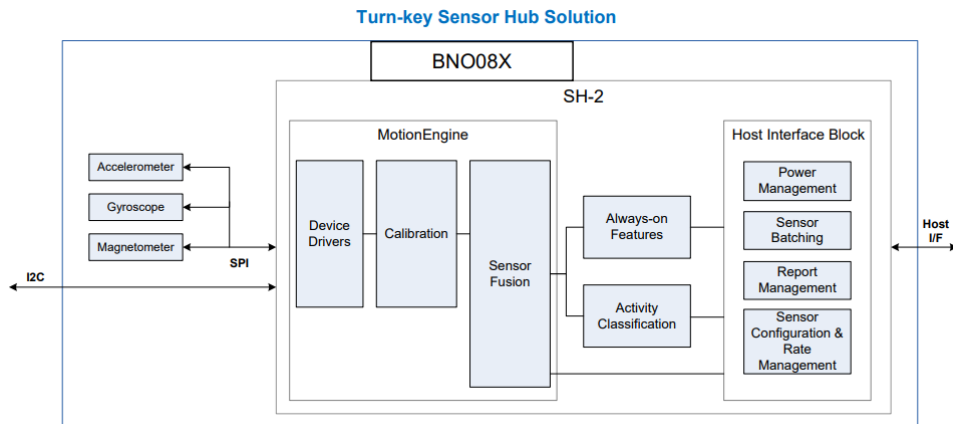 Turn-key Sensor Hub Solution
BNO08X
SH-2
MotionEngine
Host Interface Block
Accelerometer
Gyroscope
Magnetometer
SPI
I2C
Device
Drivers
Calibration
Sensor
Fusion
Always-on
Features
Activity
Classification
Power
Management
Sensor
Batching
Report
Management
Sensor
Configuration &
Rate
Management
Host
I/F